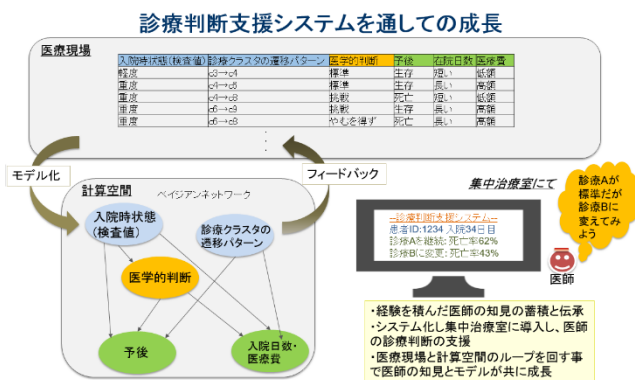 診療判断支援システムを通しての成長
医療現場
入院時状態(検査値) 診療クラスタの遷移パターン 医学的判断 予後 在院日数 医療費
軽度 c3→c4 標準 生存 短い 低額
重度 c4→c5 標準 生存 長い 高額
重度 c4→c8 挑戦 死亡 短い 低額
重度 c6→c9 挑戦 生存 長い 高額
重度 c6→c8 やむを得ず 死亡 長い 高額
モデル化
フィードバック
計算空間
ベイジアンネットワーク
入院時状態
(検査値)
診療クラスタの
遷移パターン
医学的判断
予後
入院日数・
医療費
集中治療室にて
--診療判断支援システム--
患者ID:1234 入院34日目
診療Aを継続: 死亡率62%
診療Bに変更: 死亡率43%
診療Aが
標準だが
診療Bに
変えてみ
よう
医師
・経験を積んだ医師の知見の蓄積と伝承
・システム化し集中治療室に導入し、医師
の診療判断の支援
・医療現場と計算空間のループを回す事
で医師の知見とモデルが共に成長